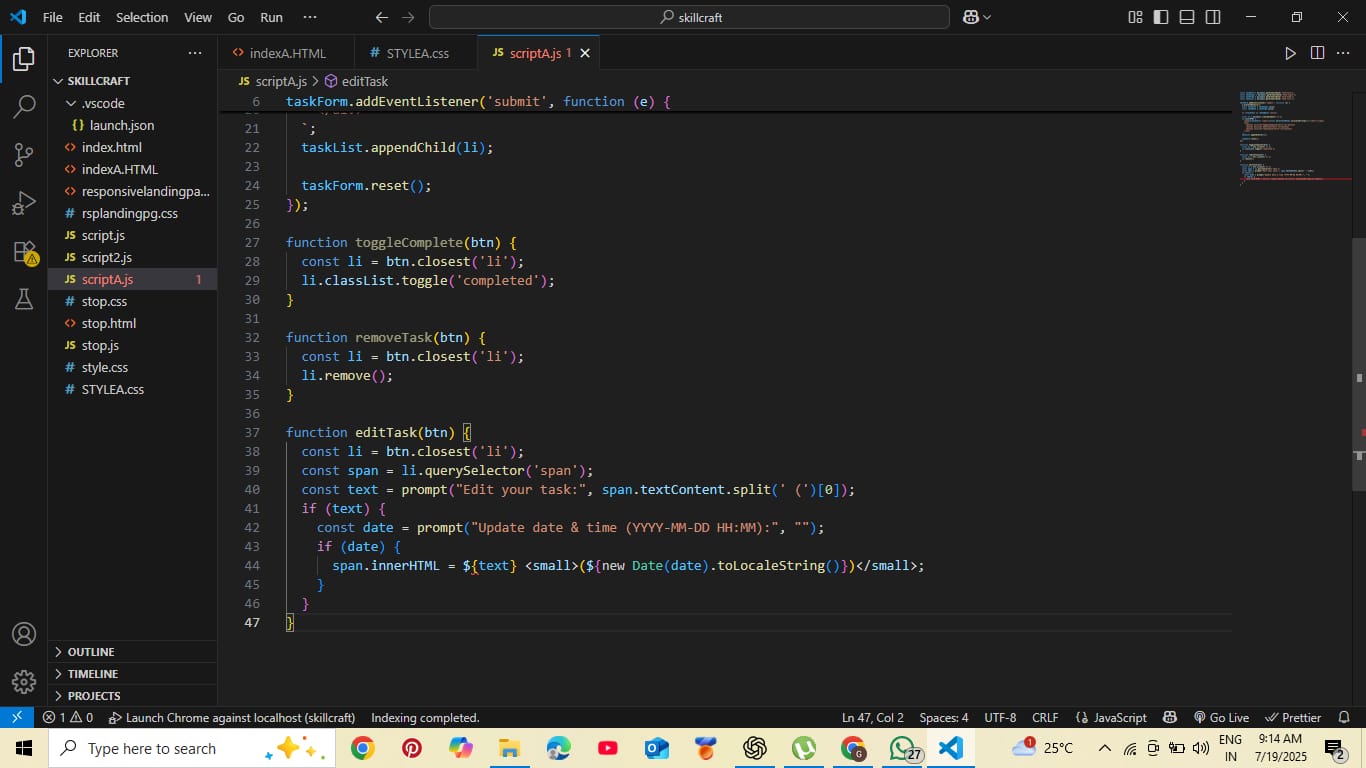 File Edit Selection View Go Run ··· skillcraft
EXPLORER ···
indexA.HTML STYLEA.css JS scriptA.js 1
SKILLCRAFT
JS scriptA.js > editTask
.vscode
{} launch.json
index.html
indexA.HTML
responsivelandingpa...
# rsplandingpg.css
JS script.js
JS script2.js
JS scriptA.js 1
# stop.css
stop.html
JS stop.js
# style.css
# STYLEA.css
OUTLINE
TIMELINE
PROJECTS
6 taskForm.addEventListener('submit', function (e) {
21 `;
22 taskList.appendChild(li);
23
24 taskForm.reset();
25 });
26
27 function toggleComplete(btn) {
28 const li = btn.closest('li');
29 li.classList.toggle('completed');
30 }
31
32 function removeTask(btn) {
33 const li = btn.closest('li');
34 li.remove();
35 }
36
37 function editTask(btn) {
38 const li = btn.closest('li');
39 const span = li.querySelector('span');
40 const text = prompt("Edit your task:", span.textContent.split(' (')[0]);
41 if (text) {
42 const date = prompt("Update date & time (YYYY-MM-DD HH:MM):", "");
43 if (date) {
44 span.innerHTML = ${text} <small>(${new Date(date).toLocaleString()})</small>;
45 }
46 }
47 }
1 0 Launch Chrome against localhost (skillcraft) Indexing completed. Ln 47, Col 2 Spaces: 4 UTF-8 CRLF {} JavaScript Go Live Prettier
Type here to search G 27 1 25°C ENG IN 9:14 AM 7/19/2025 2